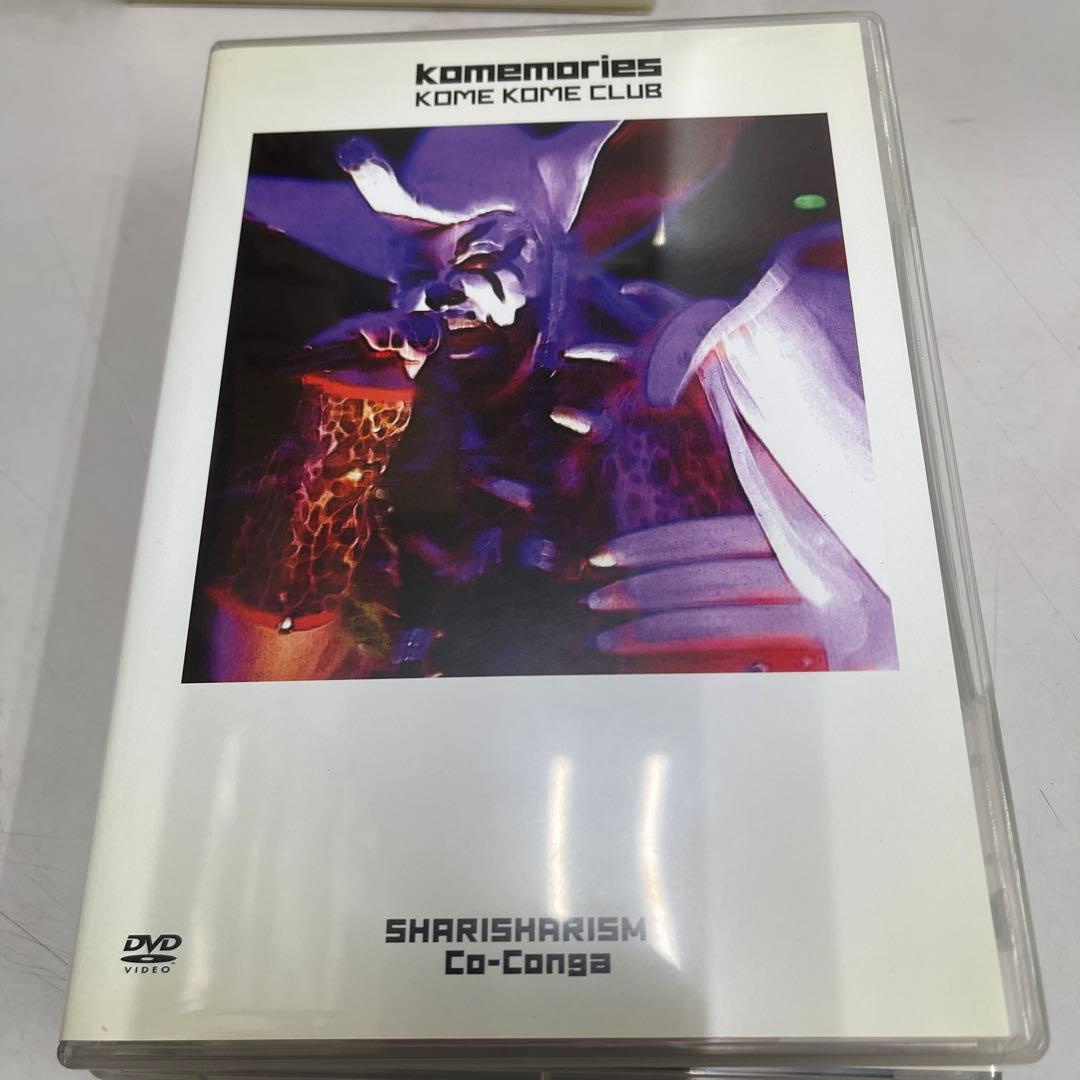 komemories
KOME KOME CLUB
SHARISHARISM
Co-Conga
DVD
VIDEO